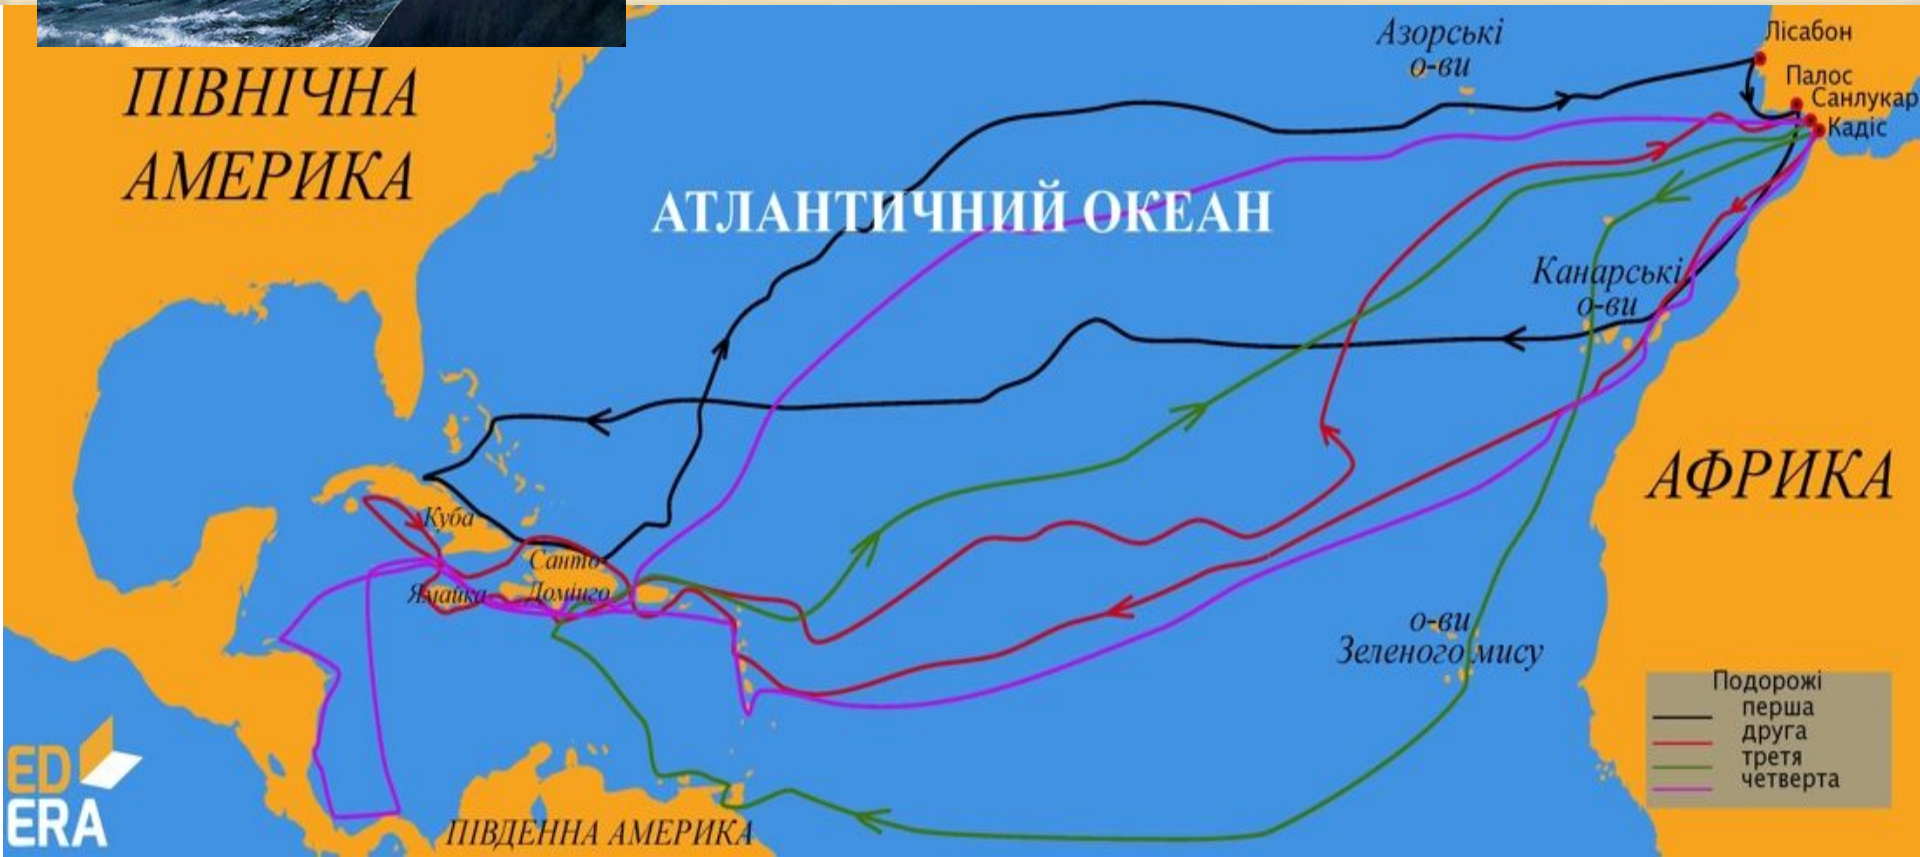 ПІВНІЧНА
АМЕРИКА
АТЛАНТИЧНИЙ ОКЕАН
Азорські
о-ви
Лісабон
Палос
Санлукар
Кадіс
Канарські
о-ви
АФРИКА
Куба
Санто-
Домінго
Ямайка
о-ви
Зеленого мису
ПІВДЕННА АМЕРИКА
Подорожі
перша
друга
третя
четверта
ED
ERA